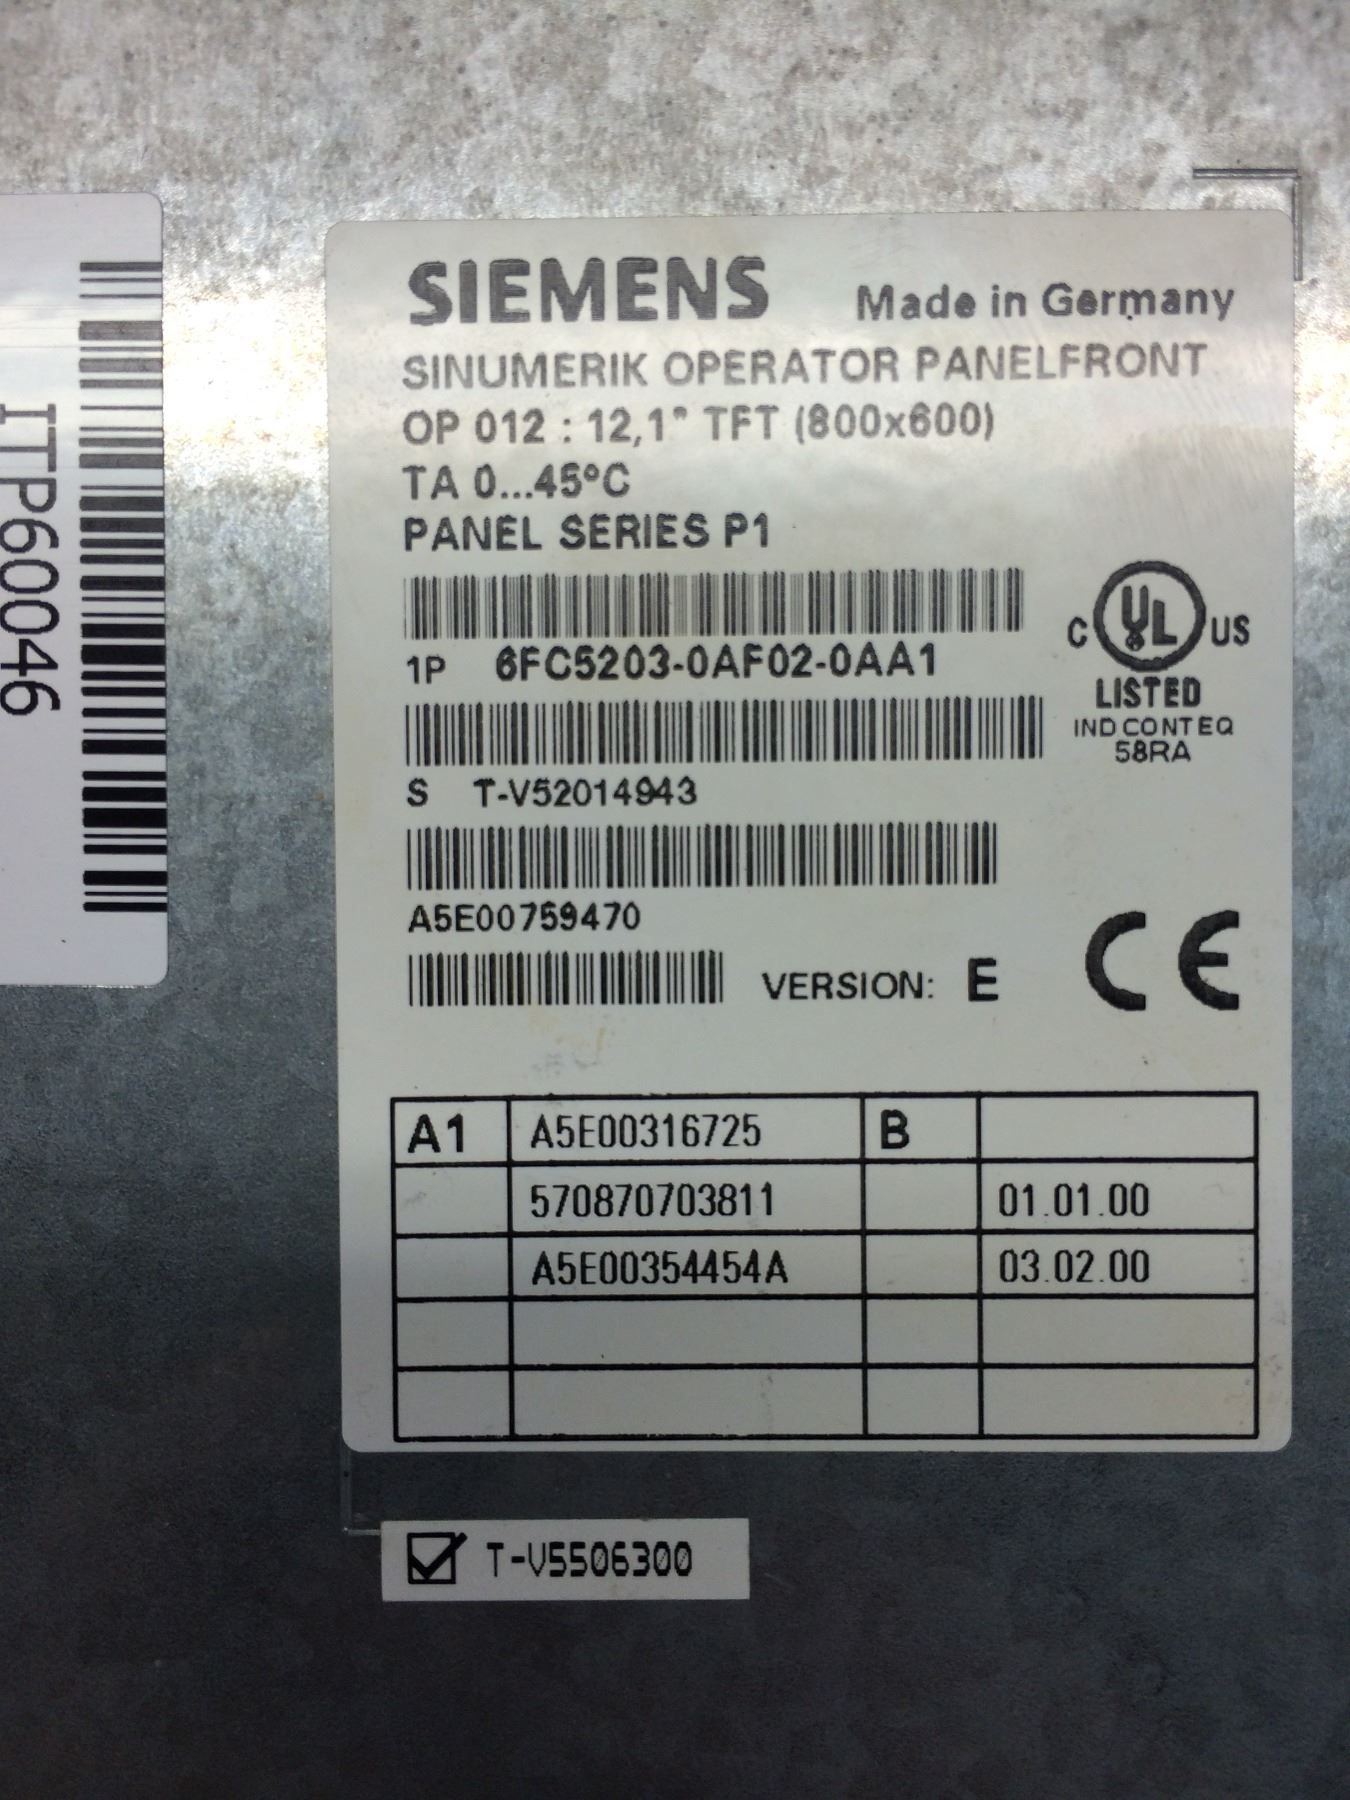 ITP60046
SIEMENS Made in Germany
SINUMERIK OPERATOR PANELFRONT
OP 012 : 12,1" TFT (800x600)
TA 0...45°C
PANEL SERIES P1
1P 6FC5203-0AF02-0AA1
C UL US
LISTED
IND CONT EQ
58RA
S T-V52014943
A5E00759470
VERSION: E CE
A1 A5E00316725 B
570870703811 01.01.00
A5E00354454A 03.02.00
T-V5506300